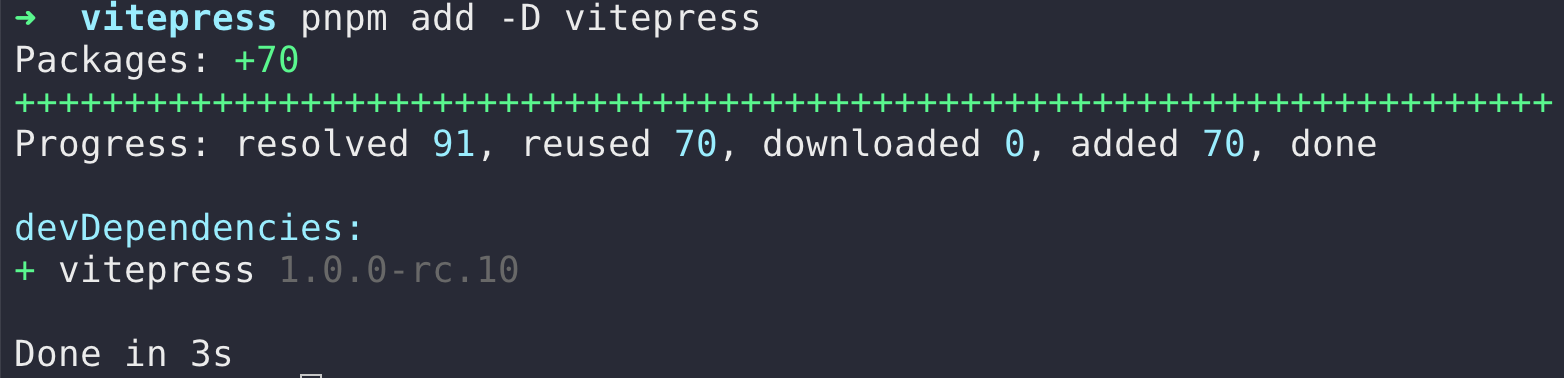 ➜  vitepress pnpm add -D vitepress
Packages: +70
++++++++++++++++++++++++++++++++++++++++++++++++++++++++++++++++++++++
Progress: resolved 91, reused 70, downloaded 0, added 70, done
devDependencies:
+ vitepress 1.0.0-rc.10
Done in 3s